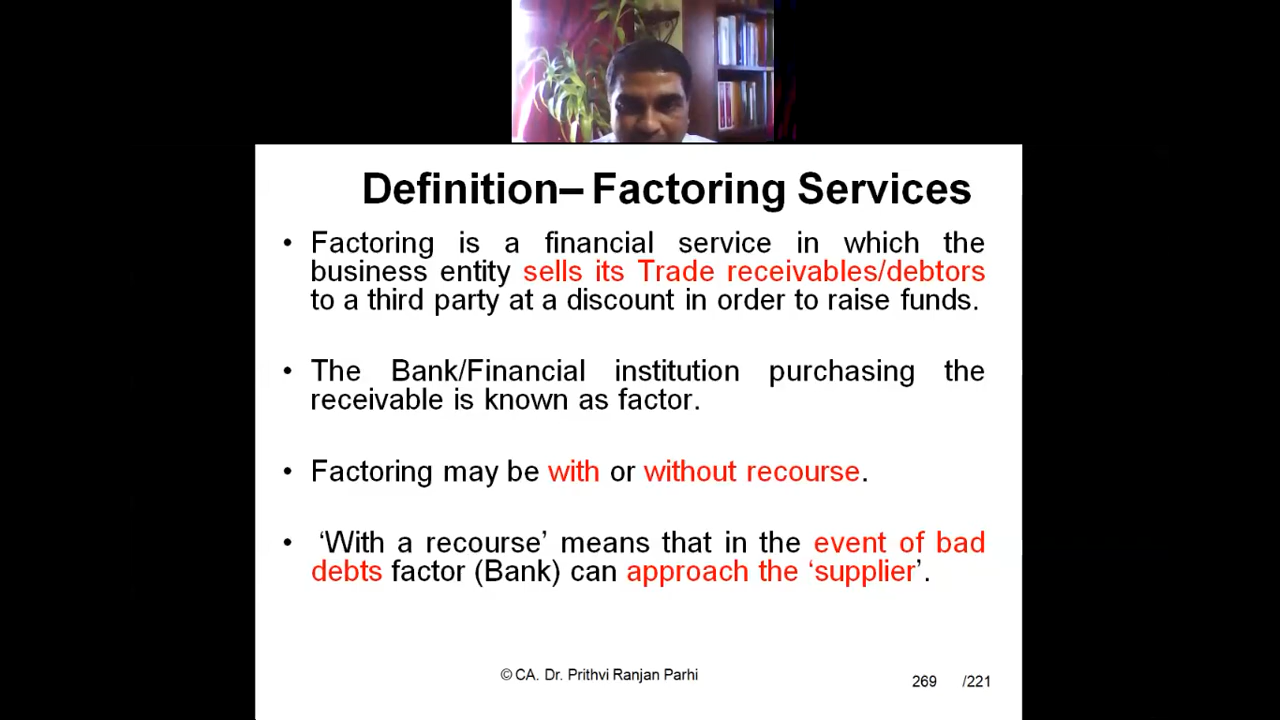 Definition– Factoring Services
• Factoring is a financial service in which the
business entity sells its Trade receivables/debtors
to a third party at a discount in order to raise funds.
• The Bank/Financial institution purchasing the
receivable is known as factor.
• Factoring may be with or without recourse.
• ‘With a recourse’ means that in the event of bad
debts factor (Bank) can approach the ‘supplier’.
© CA. Dr. Prithvi Ranjan Parhi
269 /221